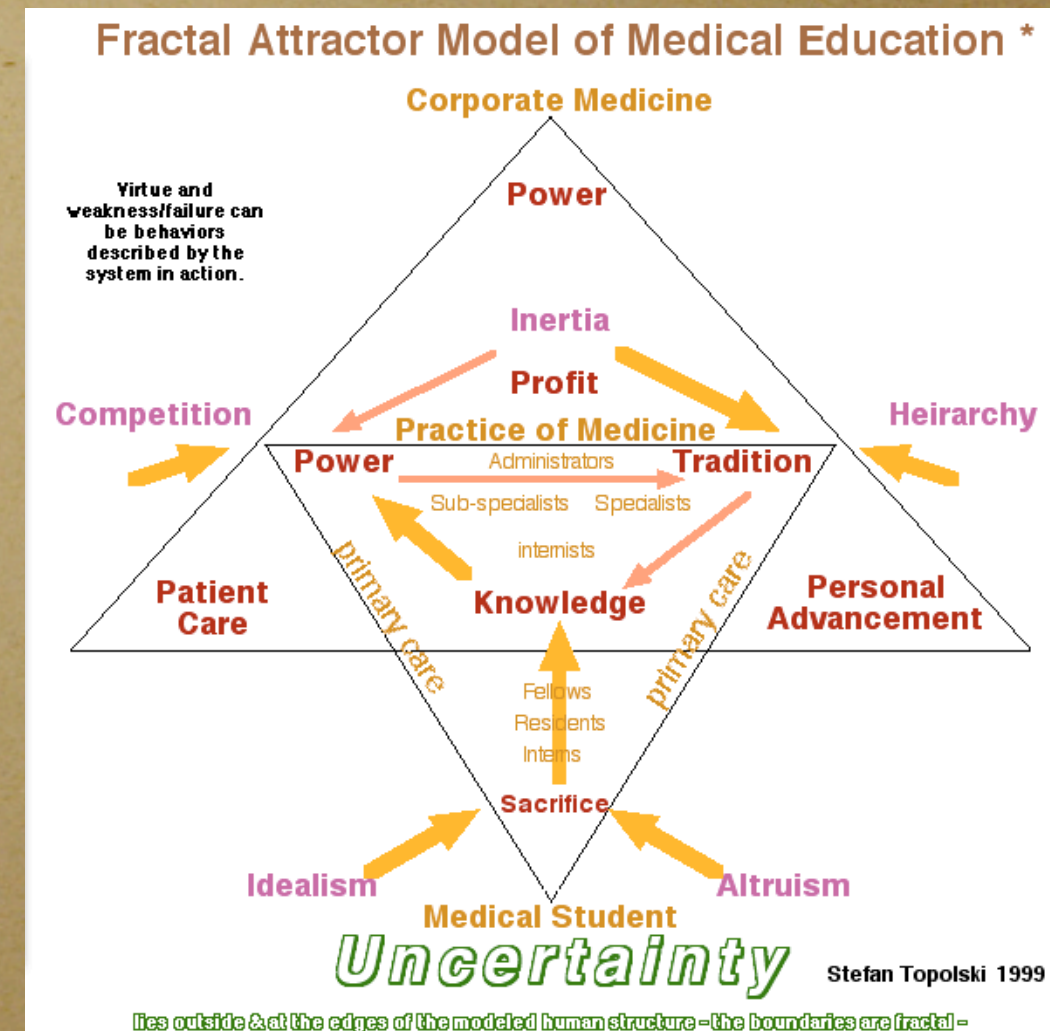 Fractal Attractor Model of Medical Education *
Corporate Medicine
Virtue and
weakness/failure can
be behaviors
described by the
system in action.
Power
Inertia
Profit
Competition
Heirarchy
Practice of Medicine
Power
Administrators
Tradition
Sub-specialists
Specialists
internists
primary care
primary care
Patient
Care
Knowledge
Personal
Advancement
Fellows
Residents
Interns
Sacrifice
Idealism
Altruism
Medical Student
Uncertainty
Stefan Topolski 1999
lies outside & at the edges of the modeled human structure - the boundaries are fractal -